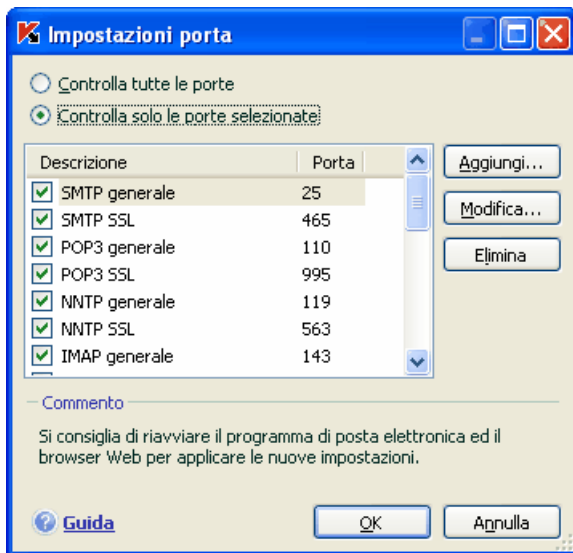 Impostazioni porta
Controlla tutte le porte
Controlla solo le porte selezionate
Descrizione Porta
SMTP generale 25
SMTP SSL 465
POP3 generale 110
POP3 SSL 995
NNTP generale 119
NNTP SSL 563
IMAP generale 143
Aggiungi...
Modifica...
Elimina
Commento
Si consiglia di riavviare il programma di posta elettronica ed il
browser Web per applicare le nuove impostazioni.
Guida
OK
Annulla